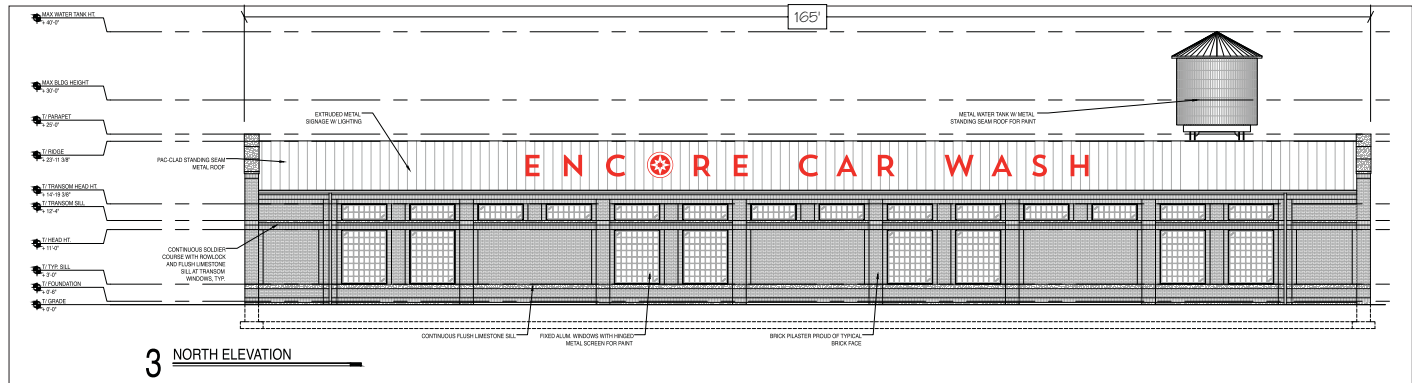 165'
MAX WATER TANK HT.
+ 40'-0"
MAX BLDG HEIGHT
+ 30'-0"
T/ PARAPET
+ 25'-0"
T/ RIDGE
+ 23'-11 3/8"
T/ TRANSOM HEAD HT.
+ 14'-19 3/8"
T/ TRANSOM SILL
+ 12'-4"
T/ HEAD HT.
+ 11'-0"
T/ TYP. SILL
+ 3'-0"
T/ FOUNDATION
+ 0'-6"
T/ GRADE
+ 0'-0"
EXTRUDED METAL
SIGNAGE W/ LIGHTING
METAL WATER TANK W/ METAL
STANDING SEAM ROOF FOR PAINT
PAC-CLAD STANDING SEAM
METAL ROOF
ENCORE CAR WASH
CONTINUOUS SOLDIER
COURSE WITH ROWLOCK
AND FLUSH LIMESTONE
SILL AT TRANSOM
WINDOWS, TYP.
CONTINUOUS FLUSH LIMESTONE SILL
FIXED ALUM. WINDOWS WITH HINGED
METAL SCREEN FOR PAINT
BRICK PILASTER PROUD OF TYPICAL
BRICK FACE
3 NORTH ELEVATION